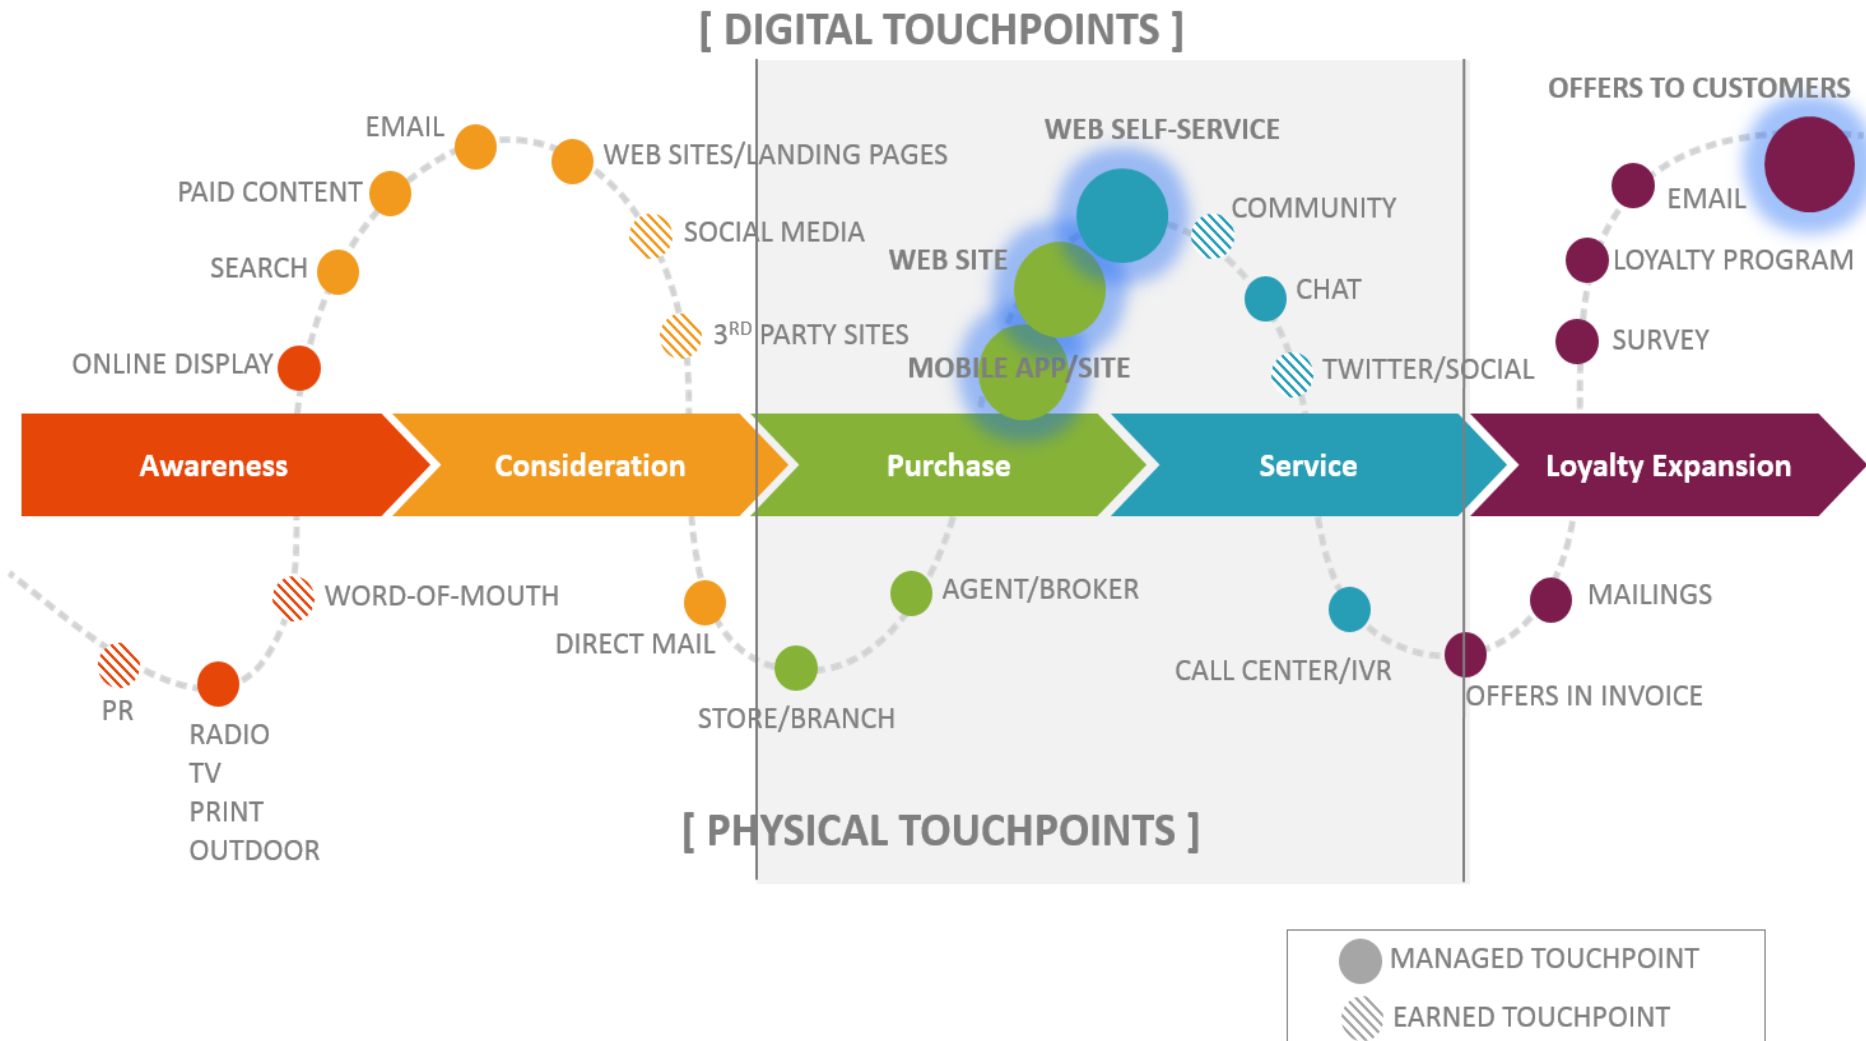 [ DIGITAL TOUCHPOINTS ]
OFFERS TO CUSTOMERS
EMAIL
WEB SITES/LANDING PAGES
WEB SELF-SERVICE
PAID CONTENT
SOCIAL MEDIA
COMMUNITY
EMAIL
SEARCH
WEB SITE
LOYALTY PROGRAM
CHAT
3RD PARTY SITES
SURVEY
ONLINE DISPLAY
MOBILE APP/SITE
TWITTER/SOCIAL
Awareness
Consideration
Purchase
Service
Loyalty Expansion
WORD-OF-MOUTH
AGENT/BROKER
MAILINGS
DIRECT MAIL
CALL CENTER/IVR
OFFERS IN INVOICE
PR
STORE/BRANCH
RADIO
TV
PRINT
OUTDOOR
[ PHYSICAL TOUCHPOINTS ]
MANAGED TOUCHPOINT
EARNED TOUCHPOINT